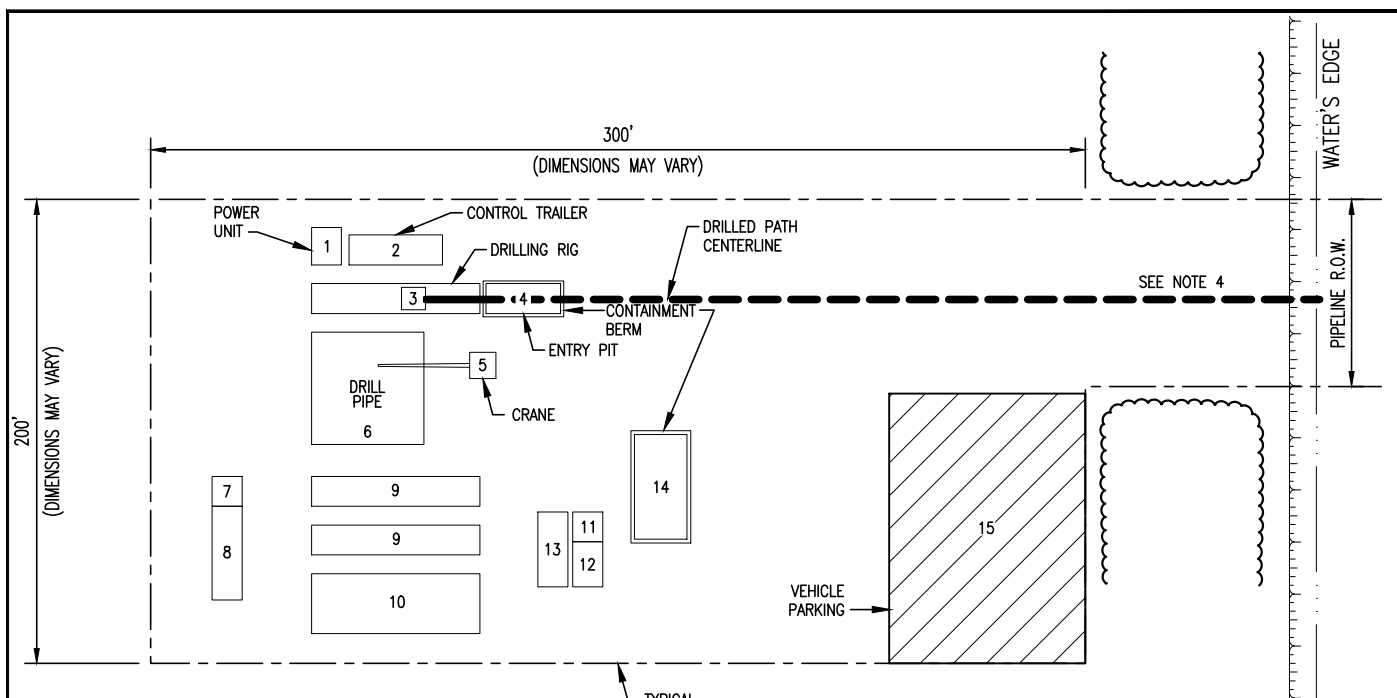 300'
(DIMENSIONS MAY VARY)
WATER'S EDGE
POWER
UNIT
CONTROL TRAILER
1
2
DRILLING RIG
DRILLED PATH
CENTERLINE
3
4
SEE NOTE 4
CONTAINMENT
BERM
ENTRY PIT
PIPELINE R.O.W.
200'
(DIMENSIONS MAY VARY)
5
DRILL
PIPE
6
CRANE
7
8
9
9
10
11
12
13
14
15
VEHICLE
PARKING
TYPICAL